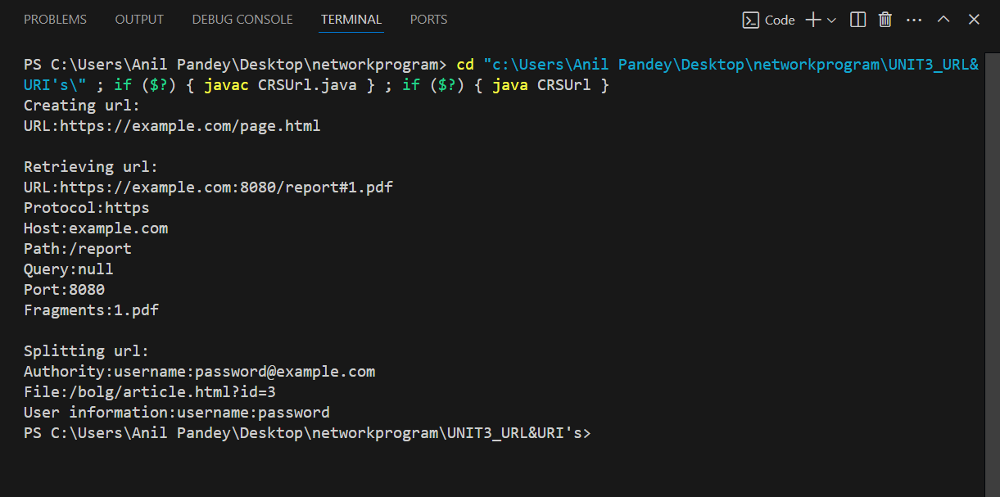 PROBLEMS OUTPUT DEBUG CONSOLE TERMINAL PORTS Code
PS C:\Users\Anil Pandey\Desktop\networkprogram> cd "c:\Users\Anil Pandey\Desktop\networkprogram\UNIT3_URL&
URI's\" ; if ($?) { javac CRSUrl.java } ; if ($?) { java CRSUrl }
Creating url:
URL:https://example.com/page.html
Retrieving url:
URL:https://example.com:8080/report#1.pdf
Protocol:https
Host:example.com
Path:/report
Query:null
Port:8080
Fragments:1.pdf
Splitting url:
Authority:username:password@example.com
File:/bolg/article.html?id=3
User information:username:password
PS C:\Users\Anil Pandey\Desktop\networkprogram\UNIT3_URL&URI's>